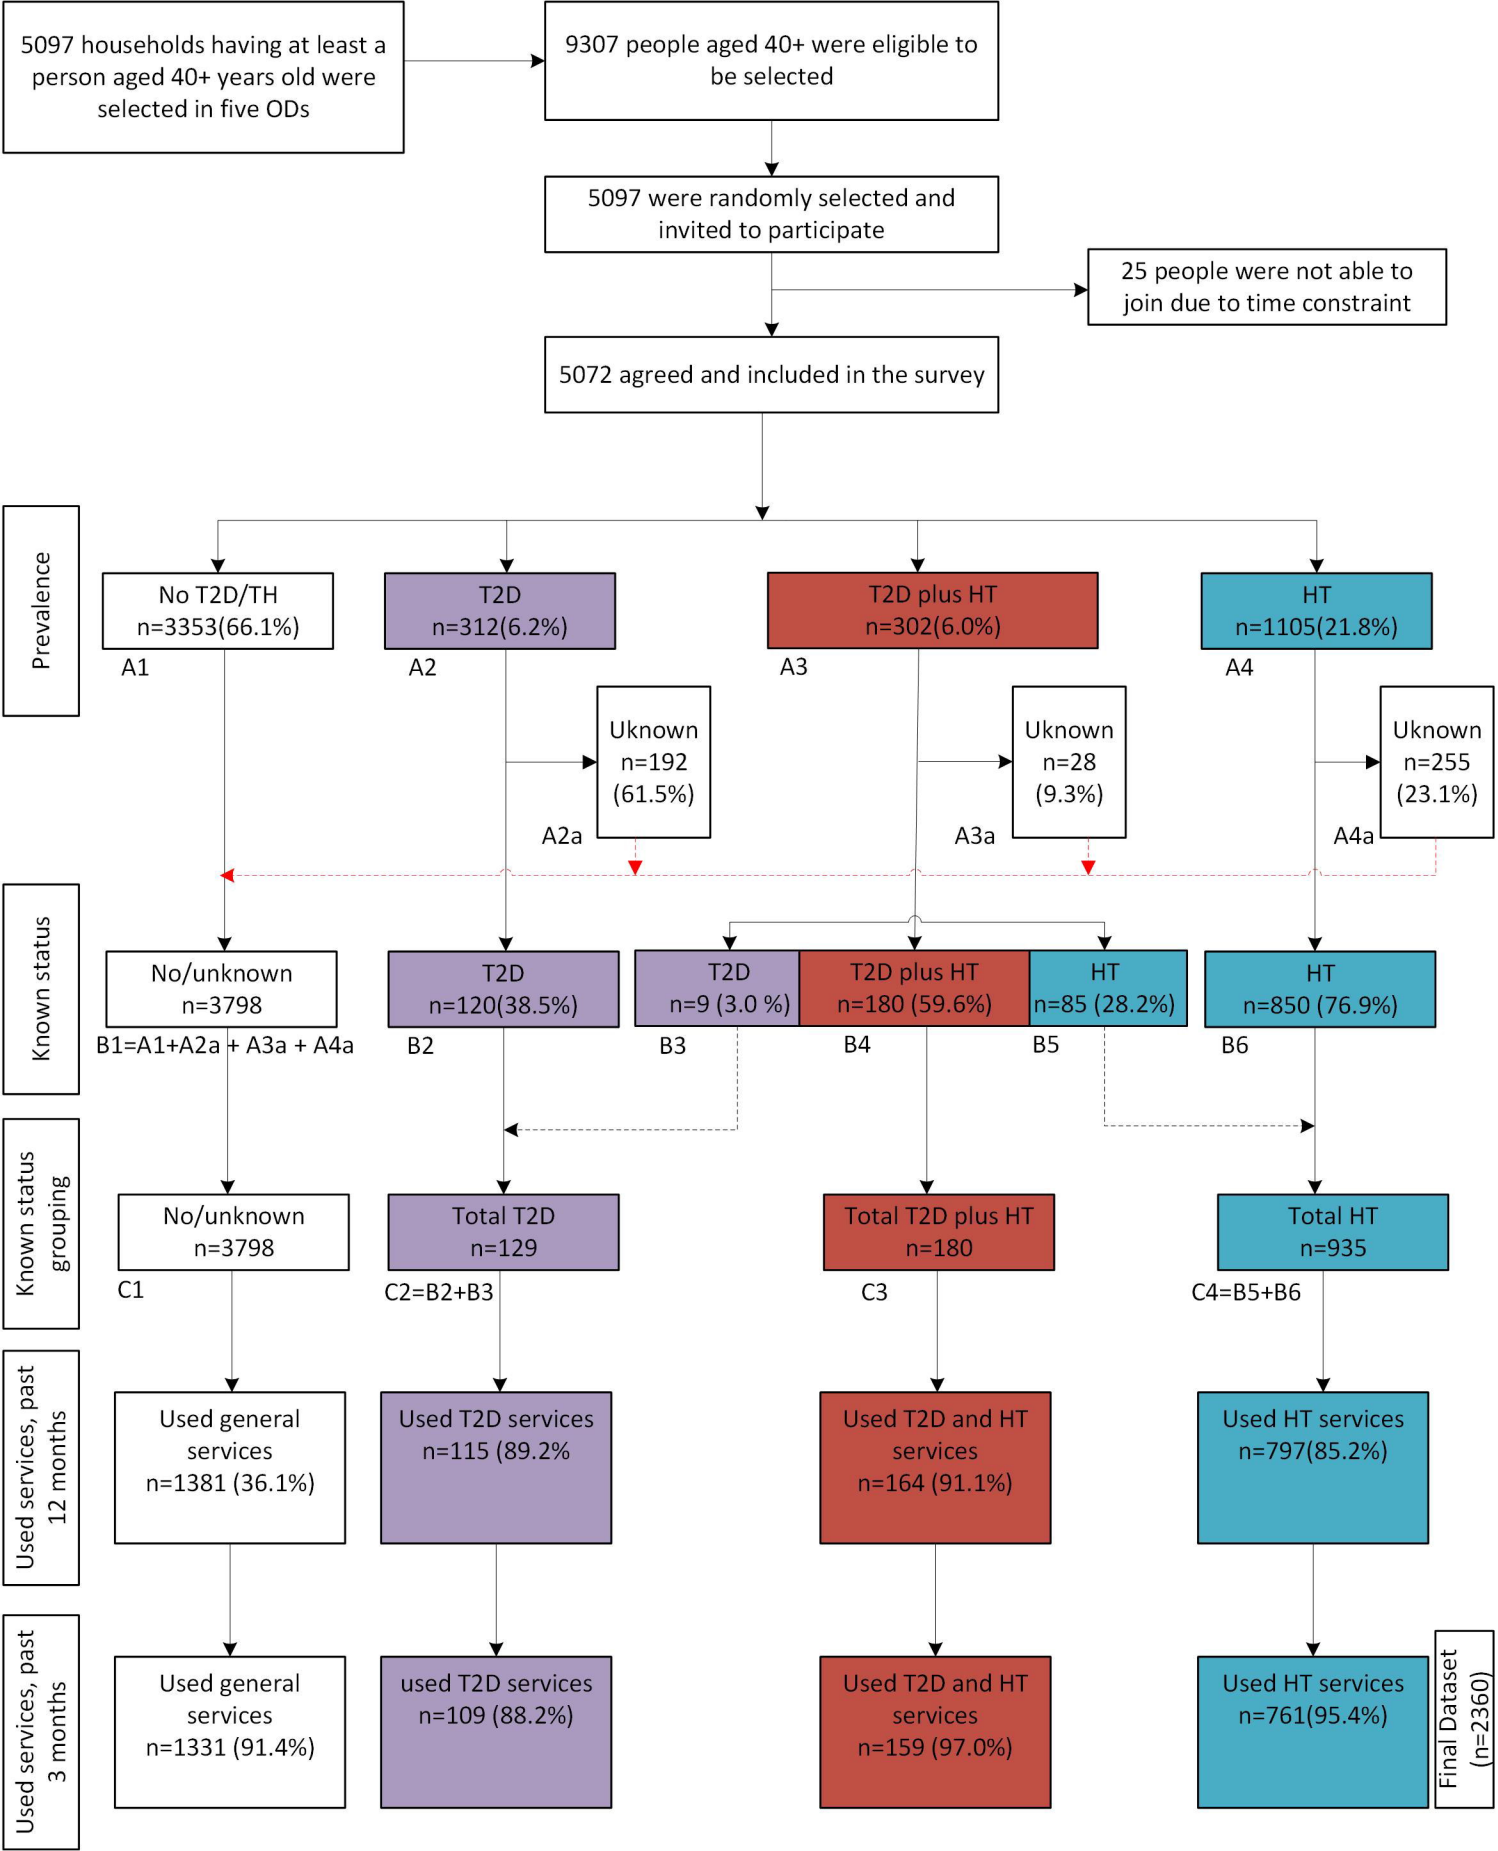 5097 households having at least a
person aged 40+ years old were
selected in five ODs
9307 people aged 40+ were eligible to
be selected
5097 were randomly selected and
invited to participate
25 people were not able to
join due to time constraint
5072 agreed and included in the survey
Prevalence
No T2D/TH
n=3353(66.1%)
A1
T2D
n=312(6.2%)
A2
T2D plus HT
n=302(6.0%)
A3
HT
n=1105(21.8%)
A4
Uknown
n=192
(61.5%)
A2a
Uknown
n=28
(9.3%)
A3a
Uknown
n=255
(23.1%)
A4a
Known status
No/unknown
n=3798
B1=A1+A2a + A3a + A4a
T2D
n=120(38.5%)
B2
T2D
n=9 (3.0 %)
B3
T2D plus HT
n=180 (59.6%)
B4
HT
n=85 (28.2%)
B5
HT
n=850 (76.9%)
B6
Known status
grouping
No/unknown
n=3798
C1
Total T2D
n=129
C2=B2+B3
Total T2D plus HT
n=180
C3
Total HT
n=935
C4=B5+B6
Used services, past
12 months
Used general
services
n=1381 (36.1%)
Used T2D services
n=115 (89.2%
Used T2D and HT
services
n=164 (91.1%)
Used HT services
n=797(85.2%)
Used services, past
3 months
Used general
services
n=1331 (91.4%)
used T2D services
n=109 (88.2%)
Used T2D and HT
services
n=159 (97.0%)
Used HT services
n=761(95.4%)
Final Dataset
(n=2360)